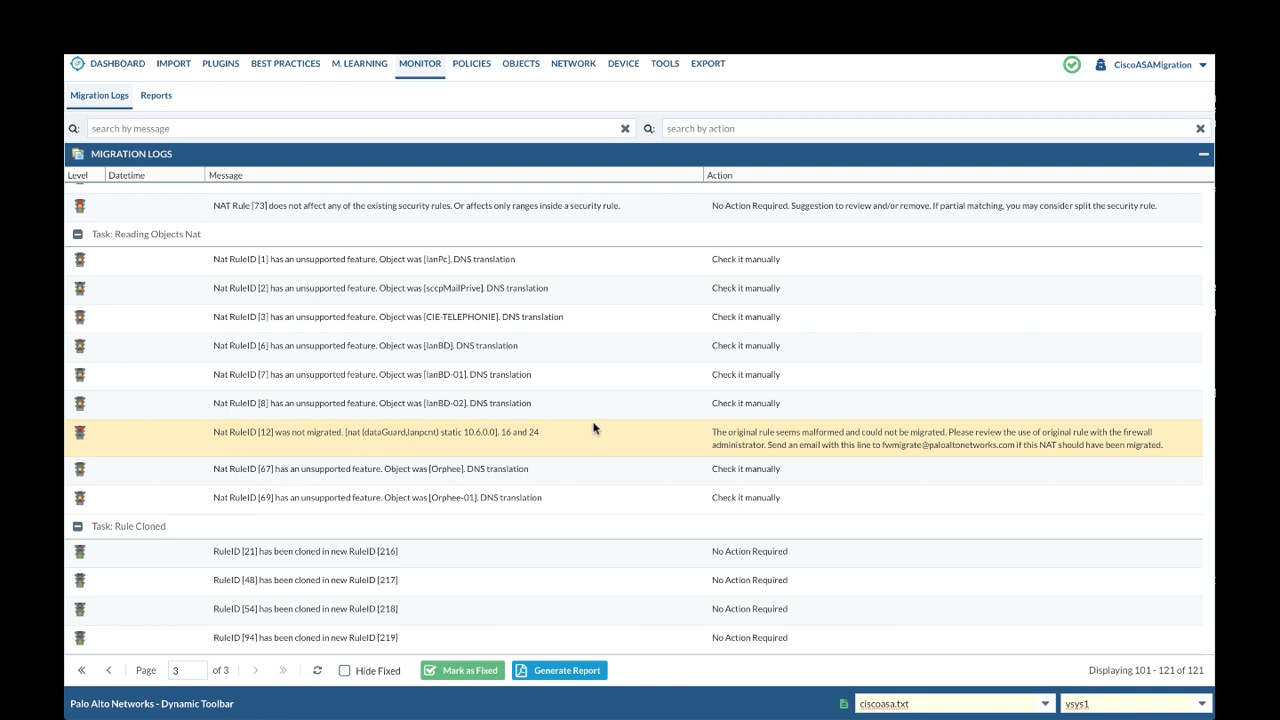 DASHBOARD IMPORT PLUGINS BEST PRACTICES M. LEARNING MONITOR POLICIES OBJECTS NETWORK DEVICE TOOLS EXPORT CiscoASAMigration
Migration Logs Reports
search by message search by action
MIGRATION LOGS
Level Datetime Message Action
NAT Rule [73] does not affect any of the existing security rules. Or affects only ranges inside a security rule. No Action Required. Suggestion to review and/or remove. If partial matching, you may consider split the security rule.
Task: Reading Objects Nat
Nat RuleID [1] has an unsupported feature. Object was [lanPc]. DNS translation Check it manually
Nat RuleID [2] has an unsupported feature. Object was [sccpMailPrive]. DNS translation Check it manually
Nat RuleID [3] has an unsupported feature. Object was [CIE-TELEPHONIE]. DNS translation Check it manually
Nat RuleID [6] has an unsupported feature. Object was [lanBD]. DNS translation Check it manually
Nat RuleID [7] has an unsupported feature. Object was [lanBD-01]. DNS translation Check it manually
Nat RuleID [8] has an unsupported feature. Object was [lanBD-02]. DNS translation Check it manually
Nat RuleID [12] was not migrated. [nat (dataGuard,lanpcnt) static 10.6.0.0], 16 and 24 The original rule seems malformed and could not be migrated. Please review the use of original rule with the firewall
administrator. Send an email with this line to fwmigrate@paloaltonetworks.com if this NAT should have been migrated.
Nat RuleID [67] has an unsupported feature. Object was [Orphee]. DNS translation Check it manually
Nat RuleID [69] has an unsupported feature. Object was [Orphee-01]. DNS translation Check it manually
Task: Rule Cloned
RuleID [21] has been cloned in new RuleID [216] No Action Required
RuleID [48] has been cloned in new RuleID [217] No Action Required
RuleID [54] has been cloned in new RuleID [218] No Action Required
RuleID [94] has been cloned in new RuleID [219] No Action Required
Page 3 of 3 Hide Fixed Mark as Fixed Generate Report Displaying 101 - 121 of 121
Palo Alto Networks - Dynamic Toolbar ciscoasa.txt vsys1